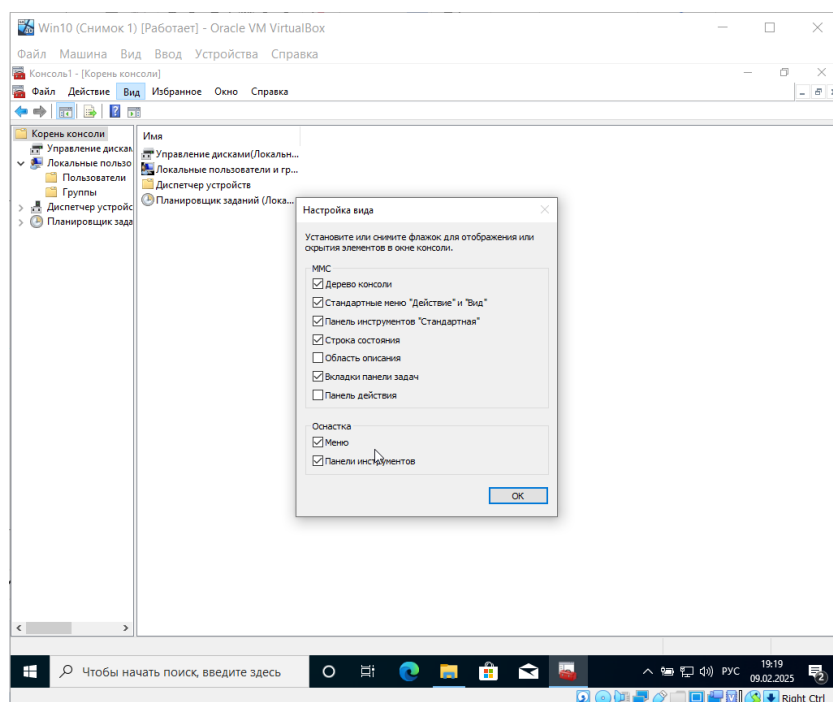 Win10 (Снимок 1) [Работает] - Oracle VM VirtualBox
Файл Машина Вид Ввод Устройства Справка
Консоль1 - [Корень консоли]
Файл Действие Вид Избранное Окно Справка
Корень консоли
Управление дискам
Локальные пользо
Пользователи
Группы
Диспетчер устройс
Планировщик зада
Имя
Управление дисками(Локальн...
Локальные пользователи и гр...
Диспетчер устройств
Планировщик заданий (Лока...
Настройка вида
Установите или снимите флажок для отображения или
скрытия элементов в окне консоли.
MMC
Дерево консоли
Стандартные меню "Действие" и "Вид"
Панель инструментов "Стандартная"
Строка состояния
Область описания
Вкладки панели задач
Панель действия
Оснастка
Меню
Панели инструментов
ОК
Чтобы начать поиск, введите здесь
РУС
19:19
09.02.2025
2
Right Ctrl